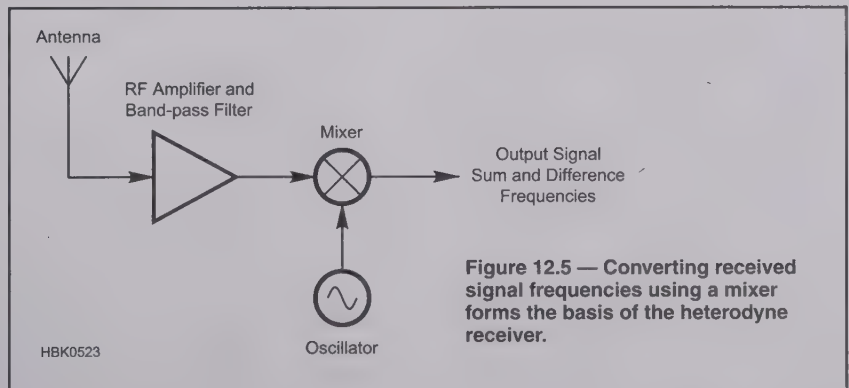 Antenna
RF Amplifier and
Band-pass Filter
Mixer
Output Signal
Sum and Difference
Frequencies
Oscillator
Figure 12.5 — Converting received
signal frequencies using a mixer
forms the basis of the heterodyne
receiver.
HBK0523